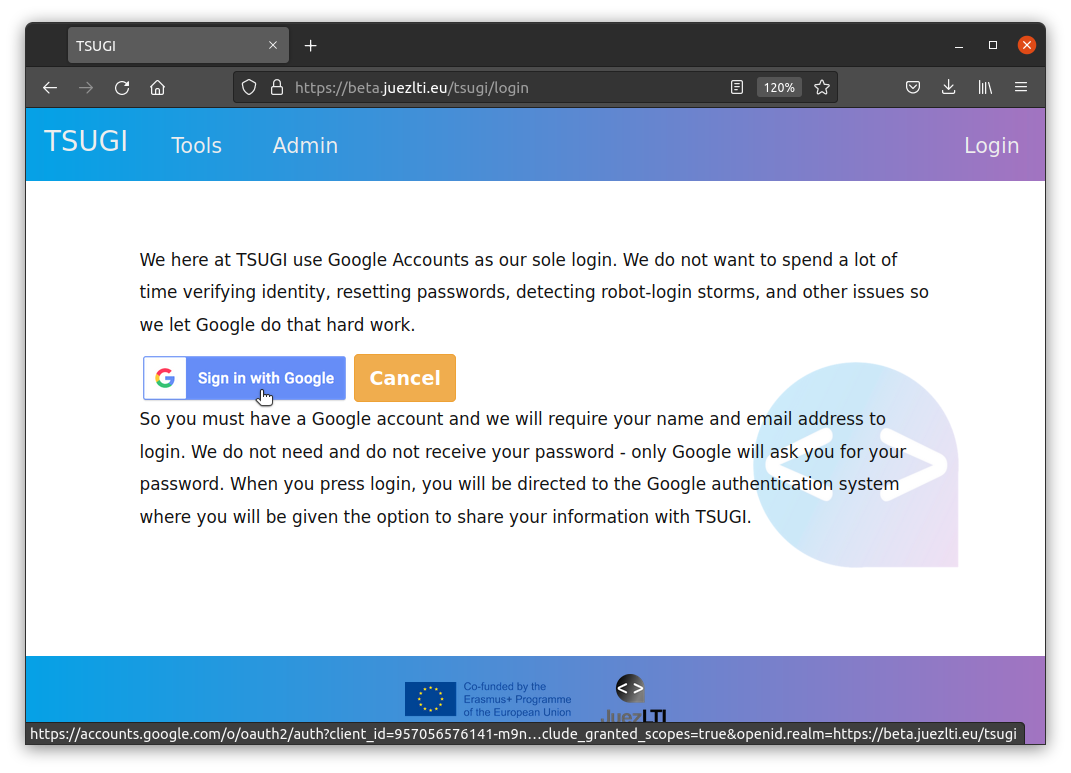 TSUGI
https://beta.juezlti.eu/tsugi/login
120%
TSUGI Tools Admin Login
We here at TSUGI use Google Accounts as our sole login. We do not want to spend a lot of
time verifying identity, resetting passwords, detecting robot-login storms, and other issues so
we let Google do that hard work.
Sign in with Google Cancel
So you must have a Google account and we will require your name and email address to
login. We do not need and do not receive your password - only Google will ask you for your
password. When you press login, you will be directed to the Google authentication system
where you will be given the option to share your information with TSUGI.
Co-funded by the
Erasmus+ Programme
of the European Union
< >
JuezLTI
https://accounts.google.com/o/oauth2/auth?client_id=957056576141-m9n…clude_granted_scopes=true&openid.realm=https://beta.juezlti.eu/tsugi